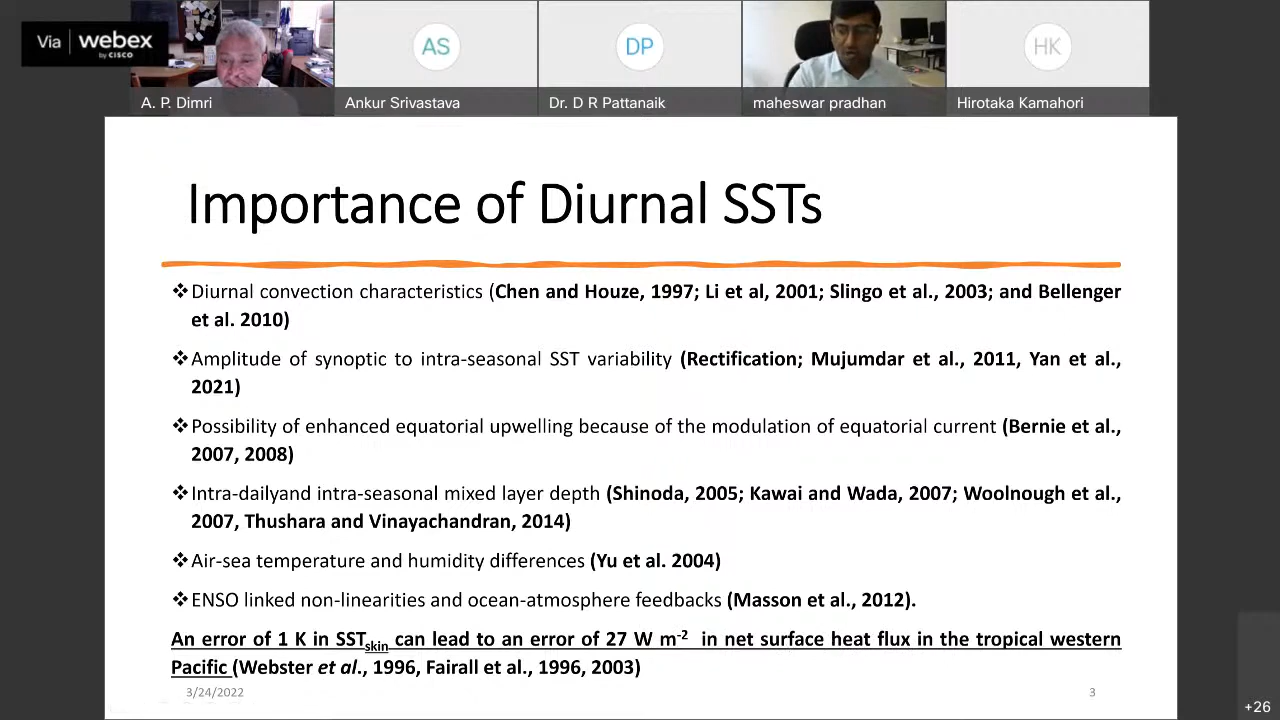 Via webex
by CISCO
AS
DP
HK
A. P. Dimri
Ankur Srivastava
Dr. D R Pattanaik
maheswar pradhan
Hirotaka Kamahori
Importance of Diurnal SSTs
❖Diurnal convection characteristics (Chen and Houze, 1997; Li et al, 2001; Slingo et al., 2003; and Bellenger
et al. 2010)
❖Amplitude of synoptic to intra-seasonal SST variability (Rectification; Mujumdar et al., 2011, Yan et al.,
2021)
❖Possibility of enhanced equatorial upwelling because of the modulation of equatorial current (Bernie et al.,
2007, 2008)
❖Intra-dailyand intra-seasonal mixed layer depth (Shinoda, 2005; Kawai and Wada, 2007; Woolnough et al.,
2007, Thushara and Vinayachandran, 2014)
❖Air-sea temperature and humidity differences (Yu et al. 2004)
❖ENSO linked non-linearities and ocean-atmosphere feedbacks (Masson et al., 2012).
An error of 1 K in SSTskin can lead to an error of 27 W m-2 in net surface heat flux in the tropical western
Pacific (Webster et al., 1996, Fairall et al., 1996, 2003)
3/24/2022
3
+26